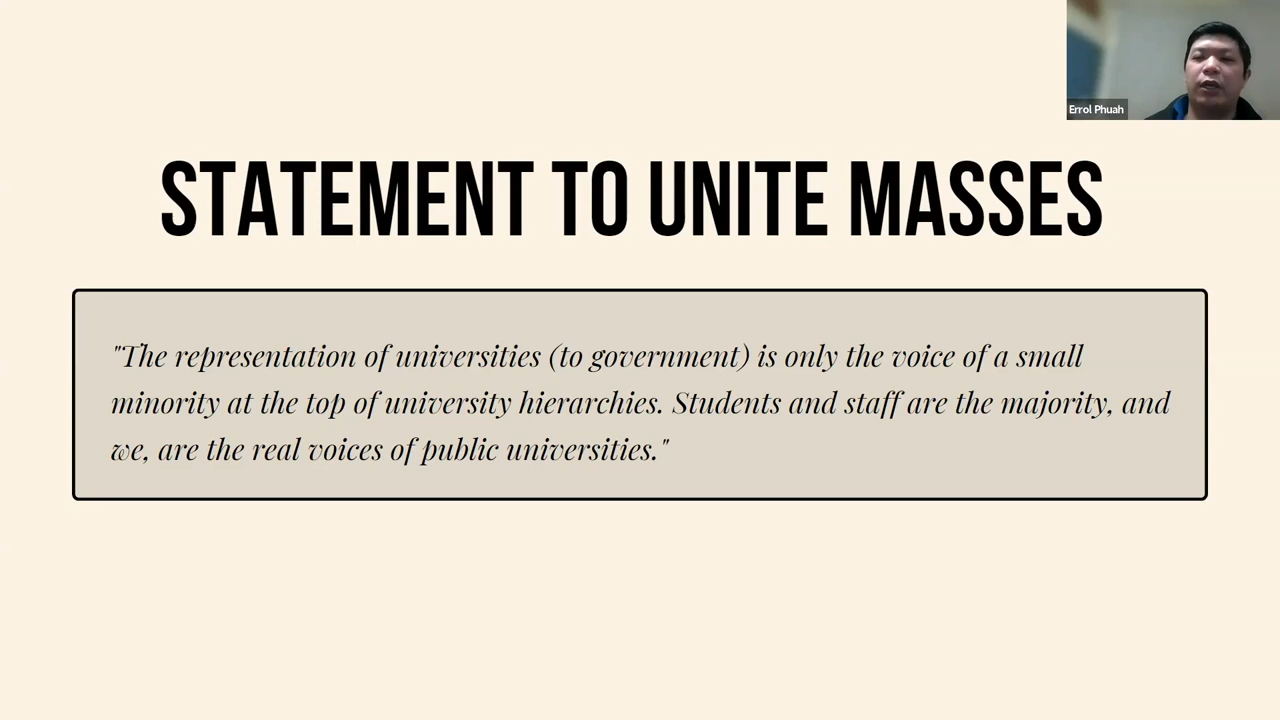 Errol Phuah
STATEMENT TO UNITE MASSES
"The representation of universities (to government) is only the voice of a small
minority at the top of university hierarchies. Students and staff are the majority, and
we, are the real voices of public universities."